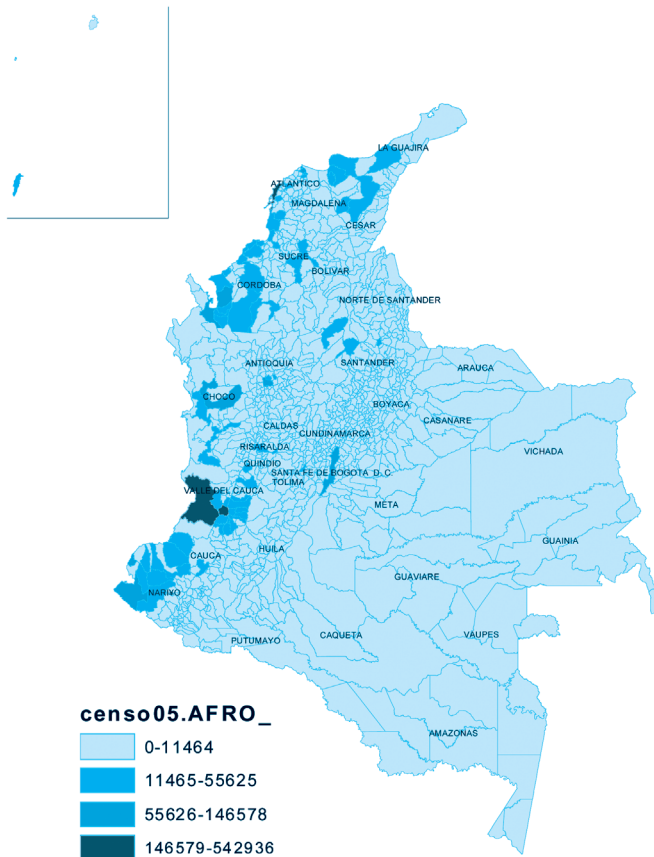 LA GUAJIRA
ATLANTICO
MAGDALENA
CESAR
SUCRE
BOLIVAR
CORDOBA
NORTE DE SANTANDER
ANTIOQUIA
SANTANDER
ARAUCA
CHOCO
BOYACA
CASANARE
CALDAS
CUNDINAMARCA
RISARALDA
VICHADA
QUINDIO
SANTA FE DE BOGOTA D. C
TOLIMA
VALLE DEL CAUCA
META
GUAINIA
CAUCA
HUILA
GUAVIARE
NARIYO
PUTUMAYO
CAQUETA
VAUPES
AMAZONAS
censo05.AFRO_
0-11464
11465-55625
55626-146578
146579-542936